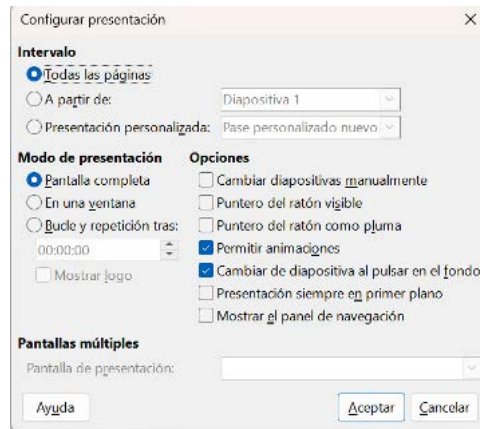 Configurar presentación
Intervalo
Todas las páginas
A partir de: Diapositiva 1
Presentación personalizada: Pase personalizado nuevo
Modo de presentación Opciones
Pantalla completa Cambiar diapositivas manualmente
En una ventana Puntero del ratón visible
Bucle y repetición tras: Puntero del ratón como pluma
00:00:00 Permitir animaciones
Mostrar logo Cambiar de diapositiva al pulsar en el fondo
Presentación siempre en primer plano
Mostrar el panel de navegación
Pantallas múltiples
Pantalla de presentación:
Ayuda Aceptar Cancelar